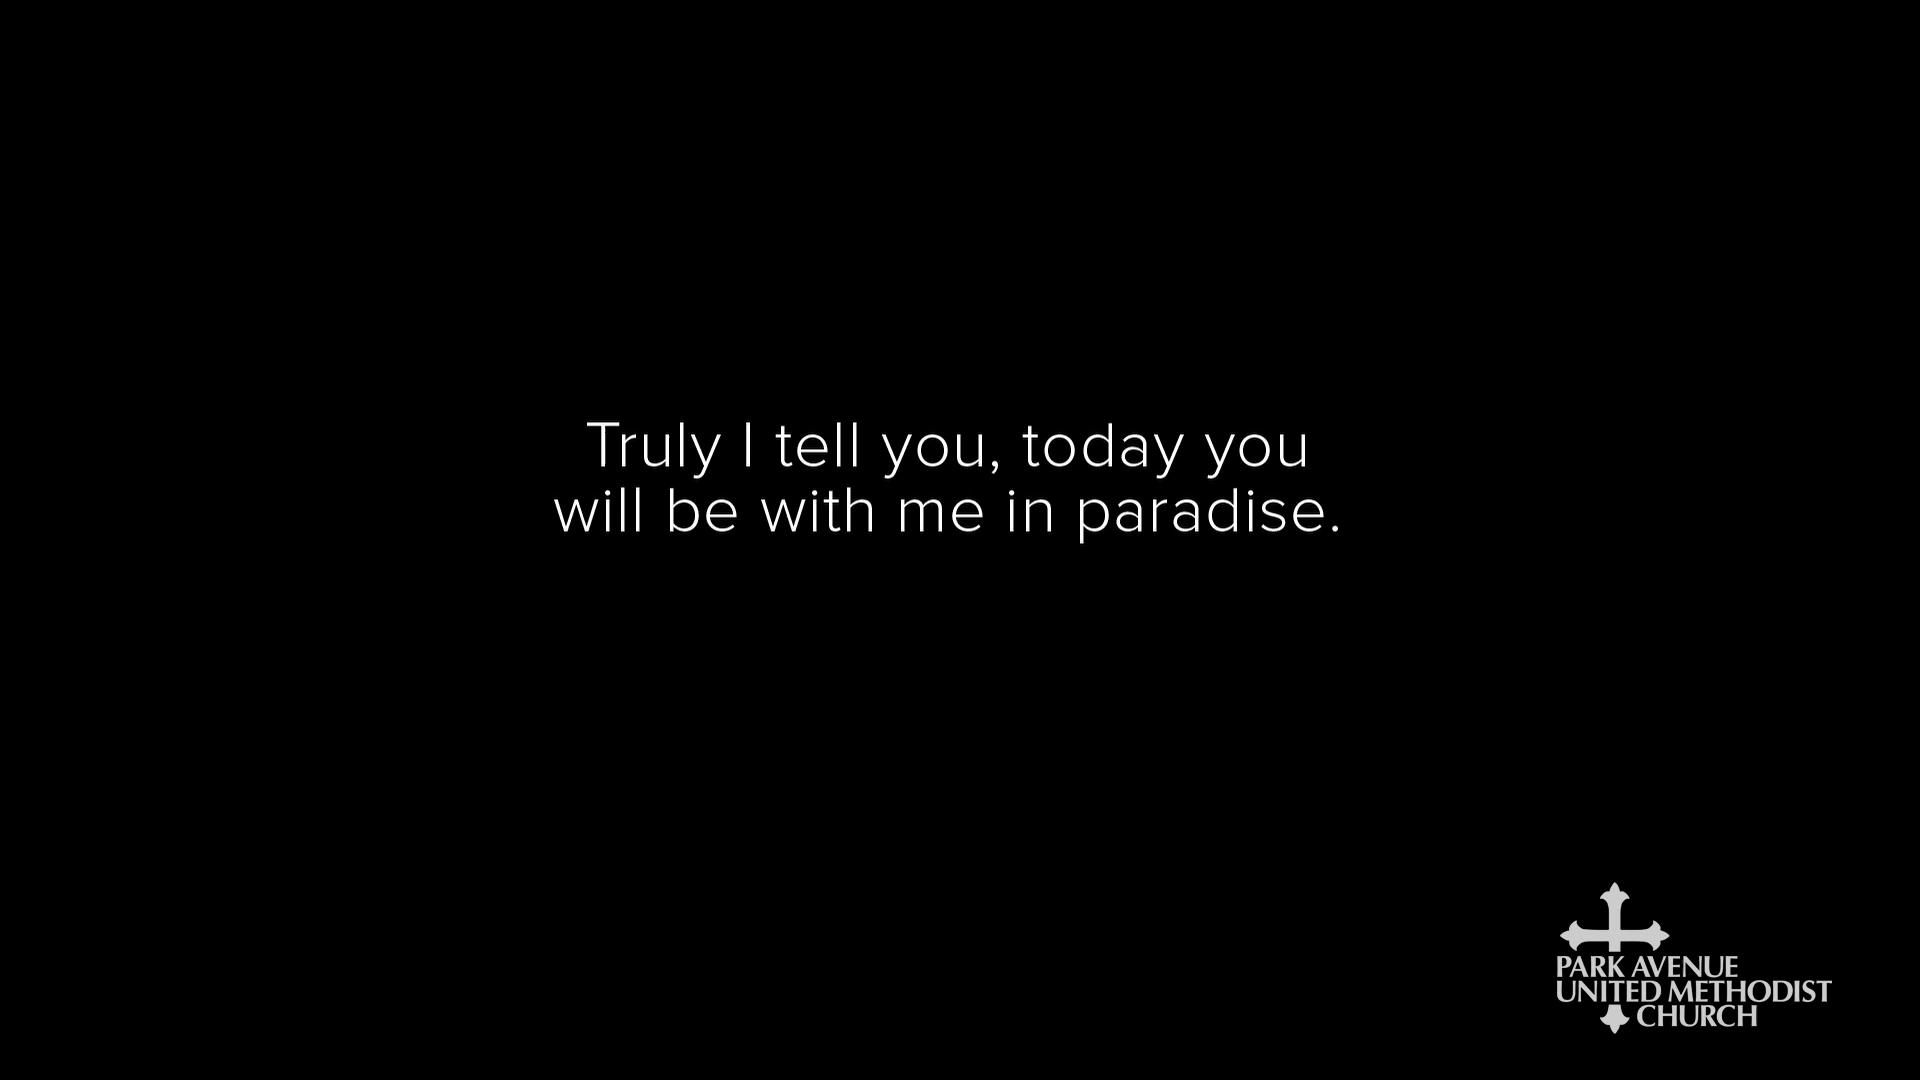 Truly I tell you, today you
will be with me in paradise.
PARK AVENUE
UNITED METHODIST
CHURCH